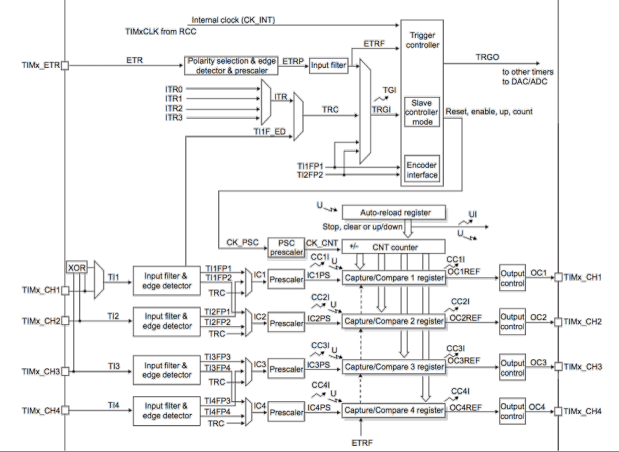 Internal clock (CK_INT)
TIMxCLK from RCC
Trigger
controller
ETRF
TIMx_ETR
ETR
Polarity selection & edge
detector & prescaler
ETRP
Input filter
TRGO
to other timers
to DAC/ADC
ITR0
ITR1
ITR2
ITR3
ITR
TRC
TGI
TRGI
Slave
controller
mode
Reset, enable, up, count
TI1F_ED
TI1FP1
TI2FP2
Encoder
interface
U
Auto-reload register
UI
Stop, clear or up/down
U
CK_PSC
PSC
prescaler
CK_CNT
+/-
CNT counter
XOR
TI1
Input filter &
edge detector
TI1FP1
TI1FP2
TRC
IC1
Prescaler
IC1PS
CC1I
U
Capture/Compare 1 register
CC1I
OC1REF
Output
control
OC1
TIMx_CH1
TIMx_CH1
TIMx_CH2
TI2
Input filter &
edge detector
TI2FP1
TI2FP2
TRC
IC2
Prescaler
IC2PS
CC2I
U
Capture/Compare 2 register
CC2I
OC2REF
Output
control
OC2
TIMx_CH2
TIMx_CH3
TI3
Input filter &
edge detector
TI3FP3
TI3FP4
TRC
IC3
Prescaler
IC3PS
CC3I
U
Capture/Compare 3 register
CC3I
OC3REF
Output
control
OC3
TIMx_CH3
TIMx_CH4
TI4
Input filter &
edge detector
TI4FP3
TI4FP4
TRC
IC4
Prescaler
IC4PS
CC4I
U
Capture/Compare 4 register
CC4I
OC4REF
Output
control
OC4
TIMx_CH4
ETRF